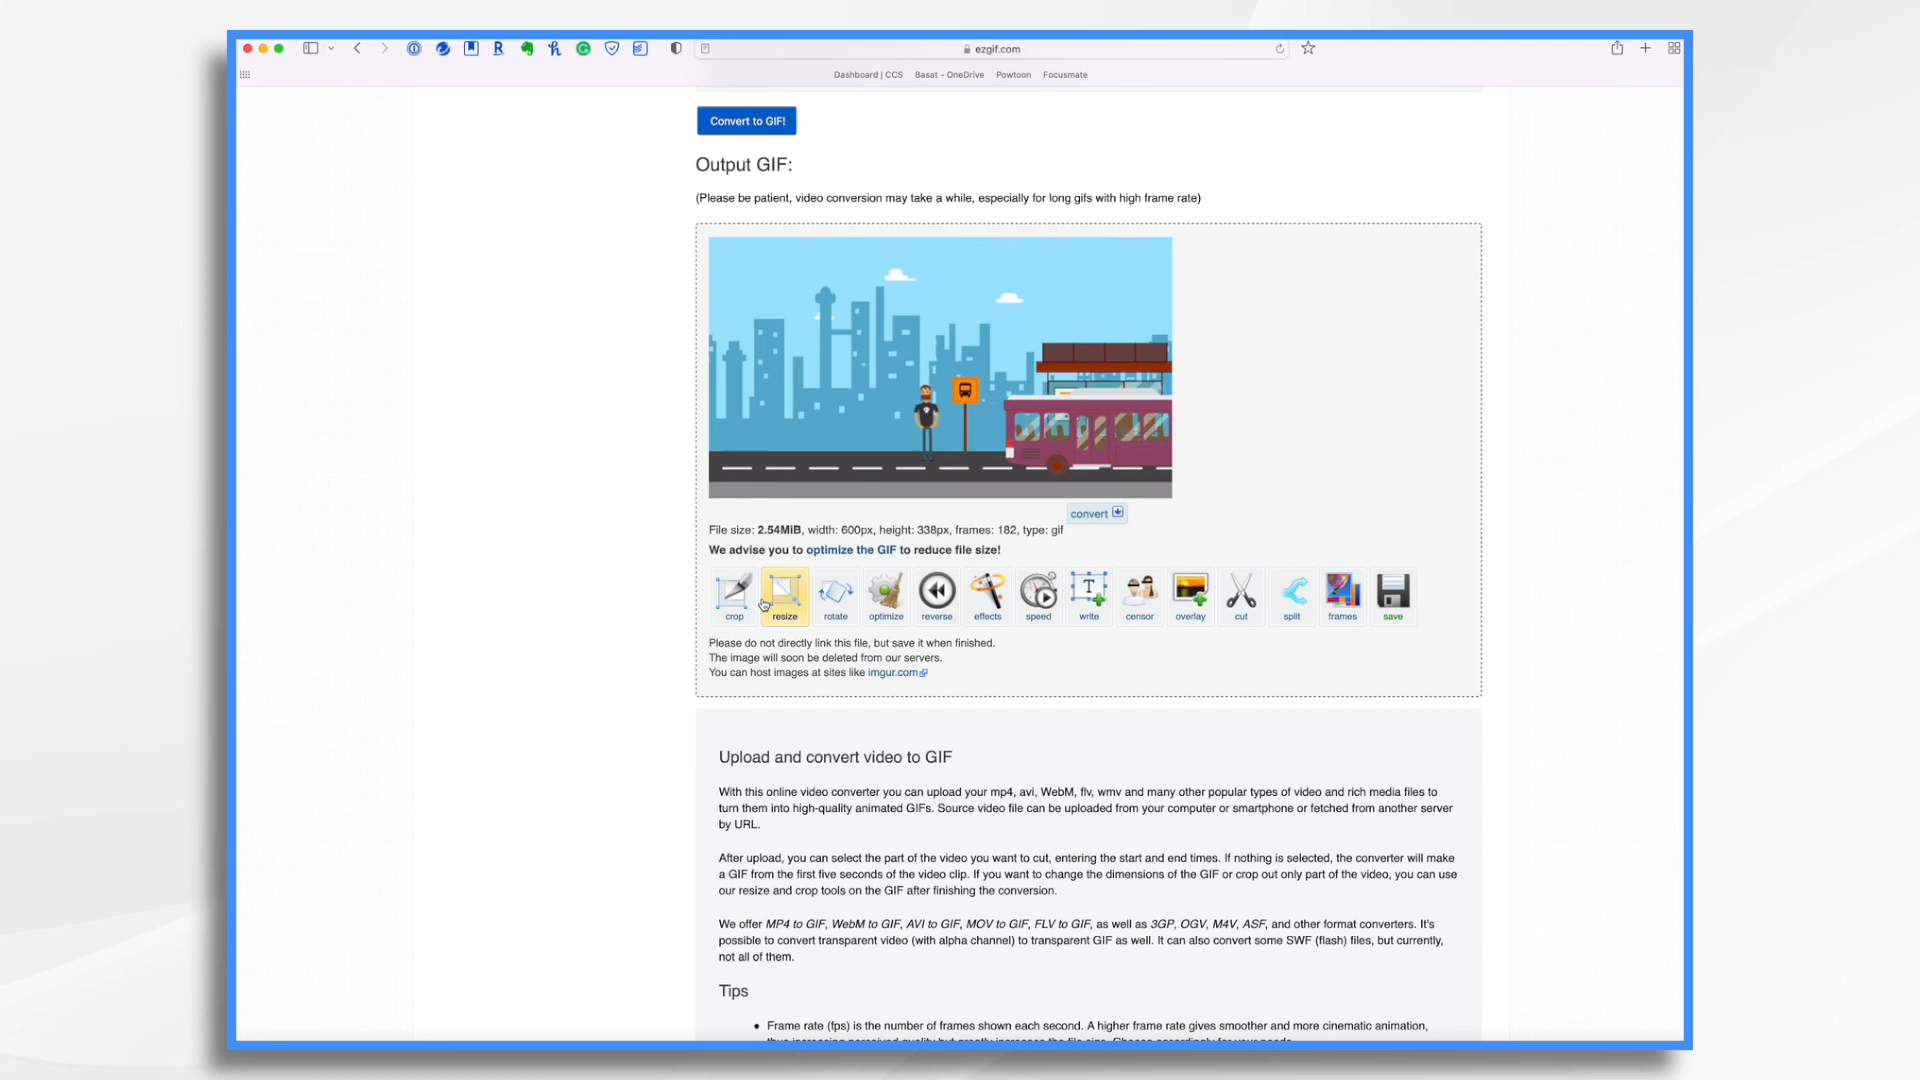 ezgif.com
Dashboard | CCS Basat - OneDrive Powtoon Focusmate
Convert to GIF!
Output GIF:
(Please be patient, video conversion may take a while, especially for long gifs with high frame rate)
convert
File size: 2.54MiB, width: 600px, height: 338px, frames: 182, type: gif
We advise you to optimize the GIF to reduce file size!
crop resize rotate optimize reverse effects speed write censor overlay cut split frames save
Please do not directly link this file, but save it when finished.
The image will soon be deleted from our servers.
You can host images at sites like imgur.com
Upload and convert video to GIF
With this online video converter you can upload your mp4, avi, WebM, flv, wmv and many other popular types of video and rich media files to
turn them into high-quality animated GIFs. Source video file can be uploaded from your computer or smartphone or fetched from another server
by URL.
After upload, you can select the part of the video you want to cut, entering the start and end times. If nothing is selected, the converter will make
a GIF from the first five seconds of the video clip. If you want to change the dimensions of the GIF or crop out only part of the video, you can use
our resize and crop tools on the GIF after finishing the conversion.
We offer MP4 to GIF, WebM to GIF, AVI to GIF, MOV to GIF, FLV to GIF, as well as 3GP, OGV, M4V, ASF, and other format converters. It's
possible to convert transparent video (with alpha channel) to transparent GIF as well. It can also convert some SWF (flash) files, but currently,
not all of them.
Tips
• Frame rate (fps) is the number of frames shown each second. A higher frame rate gives smoother and more cinematic animation,